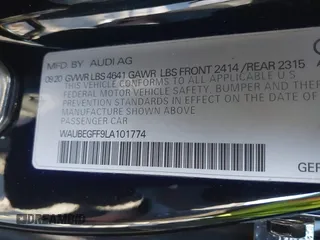 MFD BY AUDI AG
08.20 GVWR LBS 4641 GAWR LBS FRONT 2414 / REAR 2315
THIS VEHICLE CONFORMS TO ALL APPLICABLE U.S
FEDERAL MOTOR VEHICLE SAFETY, BUMPER AND THEFT
PREVENTION STANDARDS IN EFFECT ON THE DATE OF
MANUFACTURE SHOWN ABOVE
PASSENGER CAR
WAUBEGFF9LA101774
GER
DREAMBID